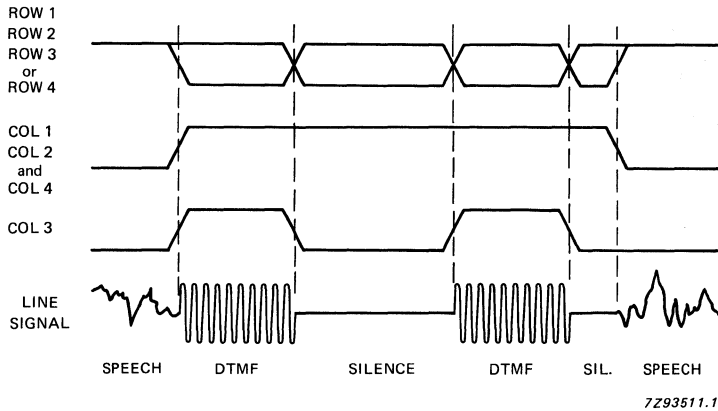 ROW 1
ROW 2
ROW 3
or
ROW 4
COL 1
COL 2
and
COL 4
COL 3
LINE
SIGNAL
SPEECH DTMF SILENCE DTMF SIL. SPEECH
7Z93511.1